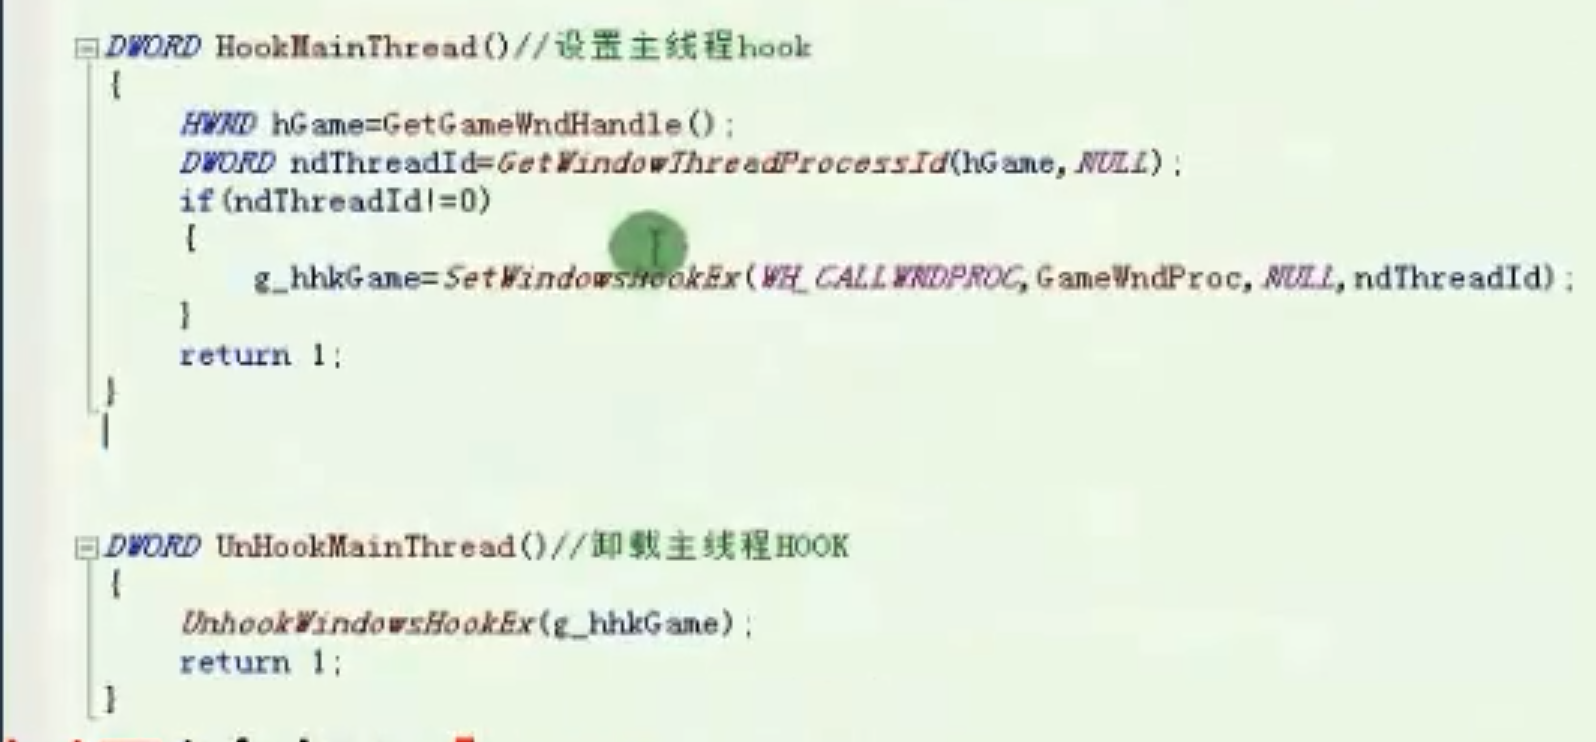 DWORD HookMainThread()//设置主线程hook
{
HWND hGame=GetGameWndHandle();
DWORD ndThreadId=GetWindowThreadProcessId(hGame,NULL);
if(ndThreadId!=0)
{
g_hhkGame=SetWindowsHookEx(WH_CALLWNDPROC,GameWndProc,NULL,ndThreadId);
}
return 1;
}
DWORD UnHookMainThread()//卸载主线程HOOK
{
UnhookWindowsHookEx(g_hhkGame);
return 1;
}